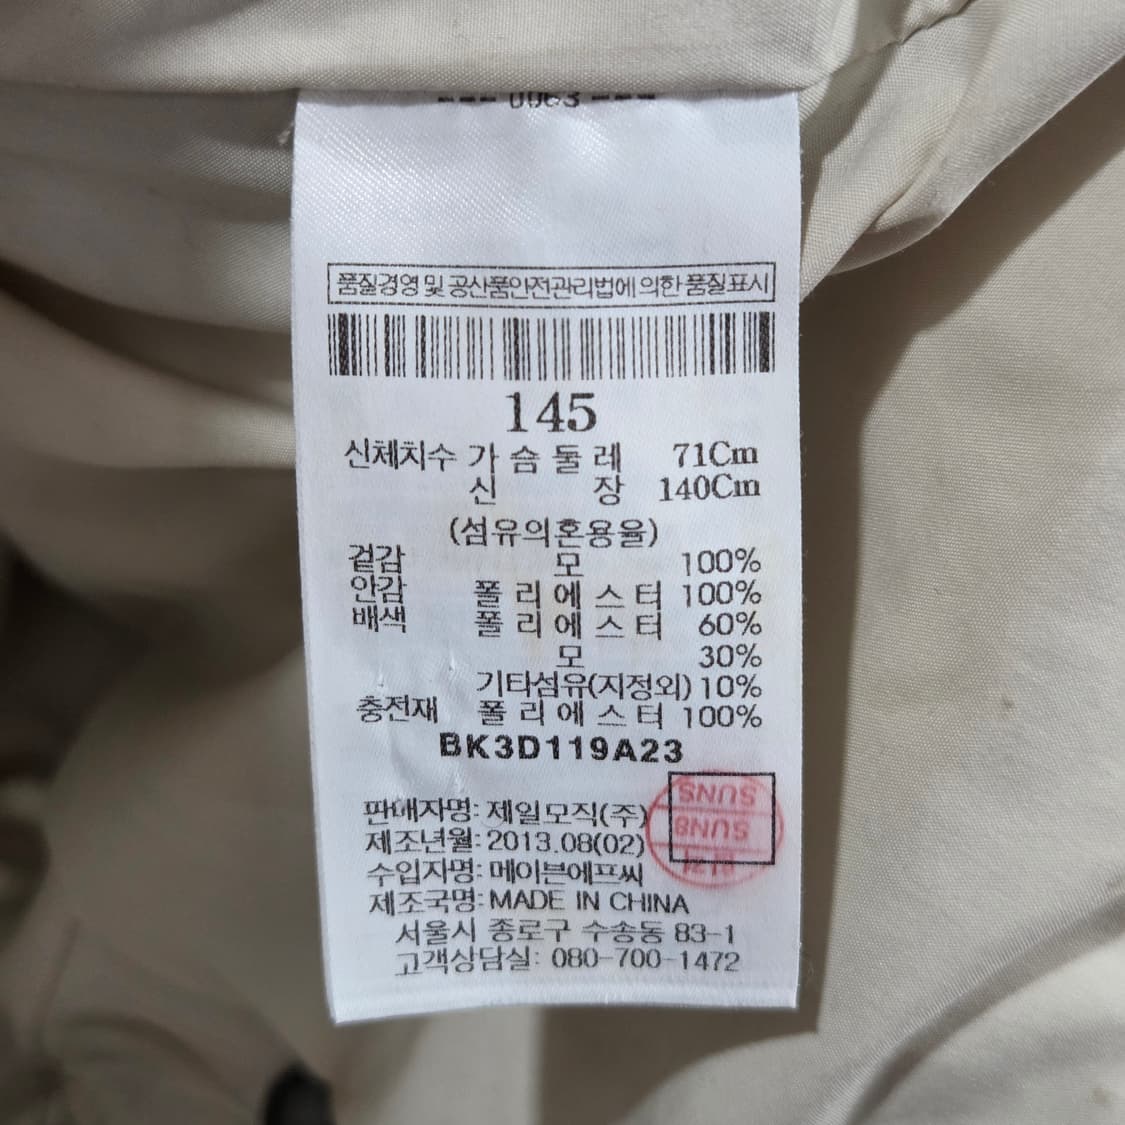 --- 0063 ---
품질경영 및 공산품안전관리법에 의한 품질표시
145
신체치수 가 슴 둘 레 71Cm
신 장 140Cm
(섬유의혼용율)
겉감 모 100%
안감 폴 리 에 스 터 100%
배색 폴 리 에 스 터 60%
모 30%
기타섬유(지정외) 10%
충전재 폴 리 에 스 터 100%
BK3D119A23
판매자명: 제일모직(주)
제조년월: 2013.08(02)
수입자명: 메이븐에프씨
제조국명: MADE IN CHINA
서울시 종로구 수송동 83-1
고객상담실: 080-700-1472
SUNS
SUN8